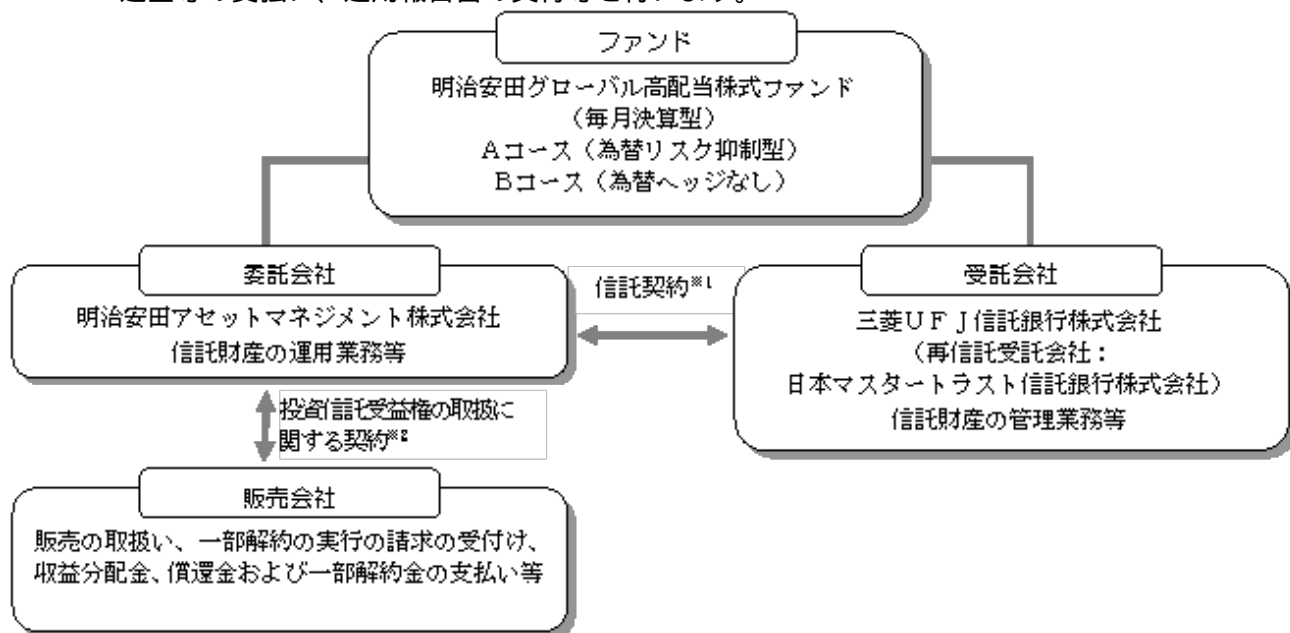 ファンド
明治安田グローバル高配当株式ファンド
（毎月決算型）
Ａコース（為替リスク抑制型）
Ｂコース（為替ヘッジなし）
委託会社
明治安田アセットマネジメント株式会社
信託財産の運用業務等
信託契約※1
受託会社
三菱ＵＦＪ信託銀行株式会社
（再信託受託会社：
日本マスタートラスト信託銀行株式会社）
信託財産の管理業務等
投資信託受益権の取扱に
関する契約※2
販売会社
販売の取扱い、一部解約の実行の請求の受付け、
収益分配金、償還金および一部解約金の支払い等